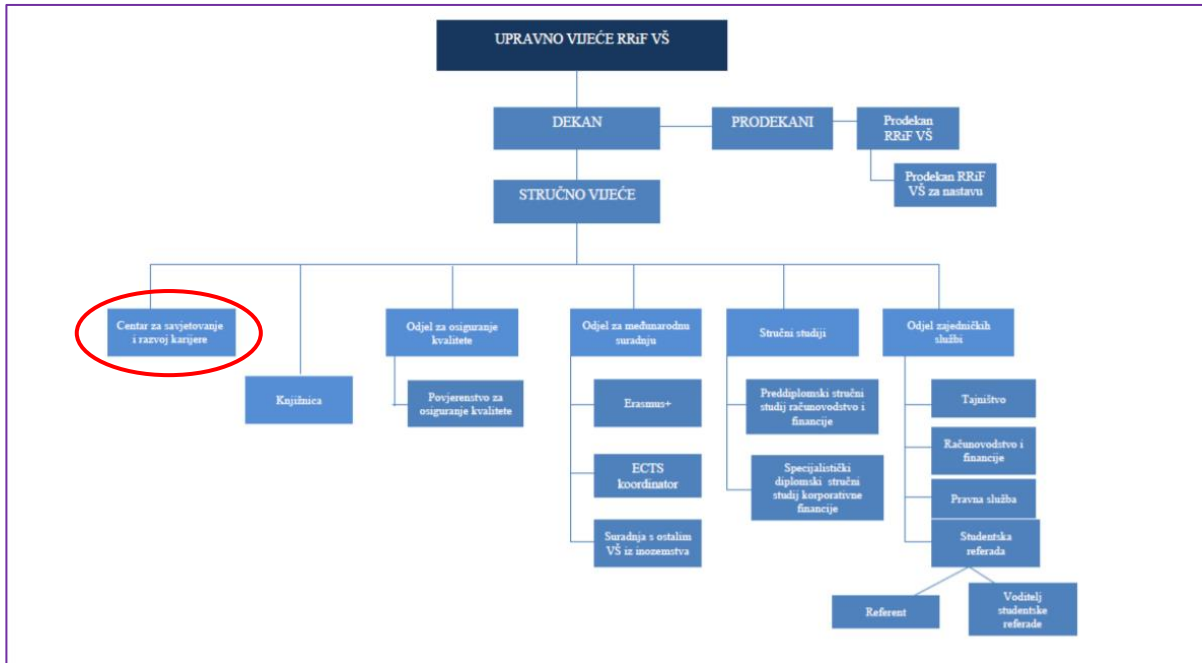 UPRAVNO VIJEĆE RRiF VŠ
DEKAN
PRODEKANI
Prodekan
RRiF VŠ
Prodekan RRiF
VŠ za nastavu
STRUČNO VIJEĆE
Centar za savjetovanje
i razvoj karijere
Knjižnica
Odjel za osiguranje
kvalitete
Povjerenstvo za
osiguranje kvalitete
Odjel za međunarodnu
suradnju
Erasmus+
ECTS
koordinator
Suradnja s ostalim
VŠ iz inozemstva
Stručni studiji
Preddiplomski stručni
studij računovodstvo i
financije
Specijalistički
diplomski stručni
studij korporativne
financije
Odjel zajedničkih
službi
Tajništvo
Računovodstvo i
financije
Pravna služba
Studentska
referada
Referent
Voditelj
studentske
referade